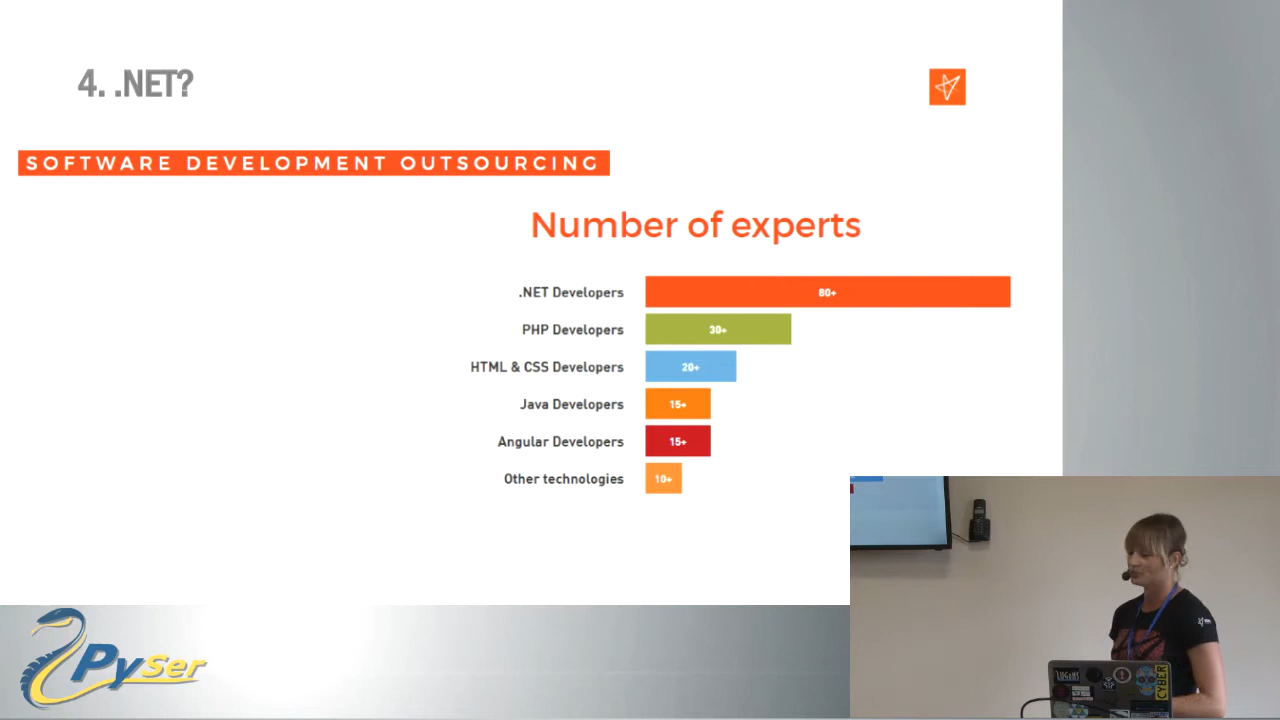 4. .NET?
SOFTWARE DEVELOPMENT OUTSOURCING
Number of experts
.NET Developers 80+
PHP Developers 30+
HTML & CSS Developers 20+
Java Developers 15+
Angular Developers 15+
Other technologies 10+
PySer
CYBER